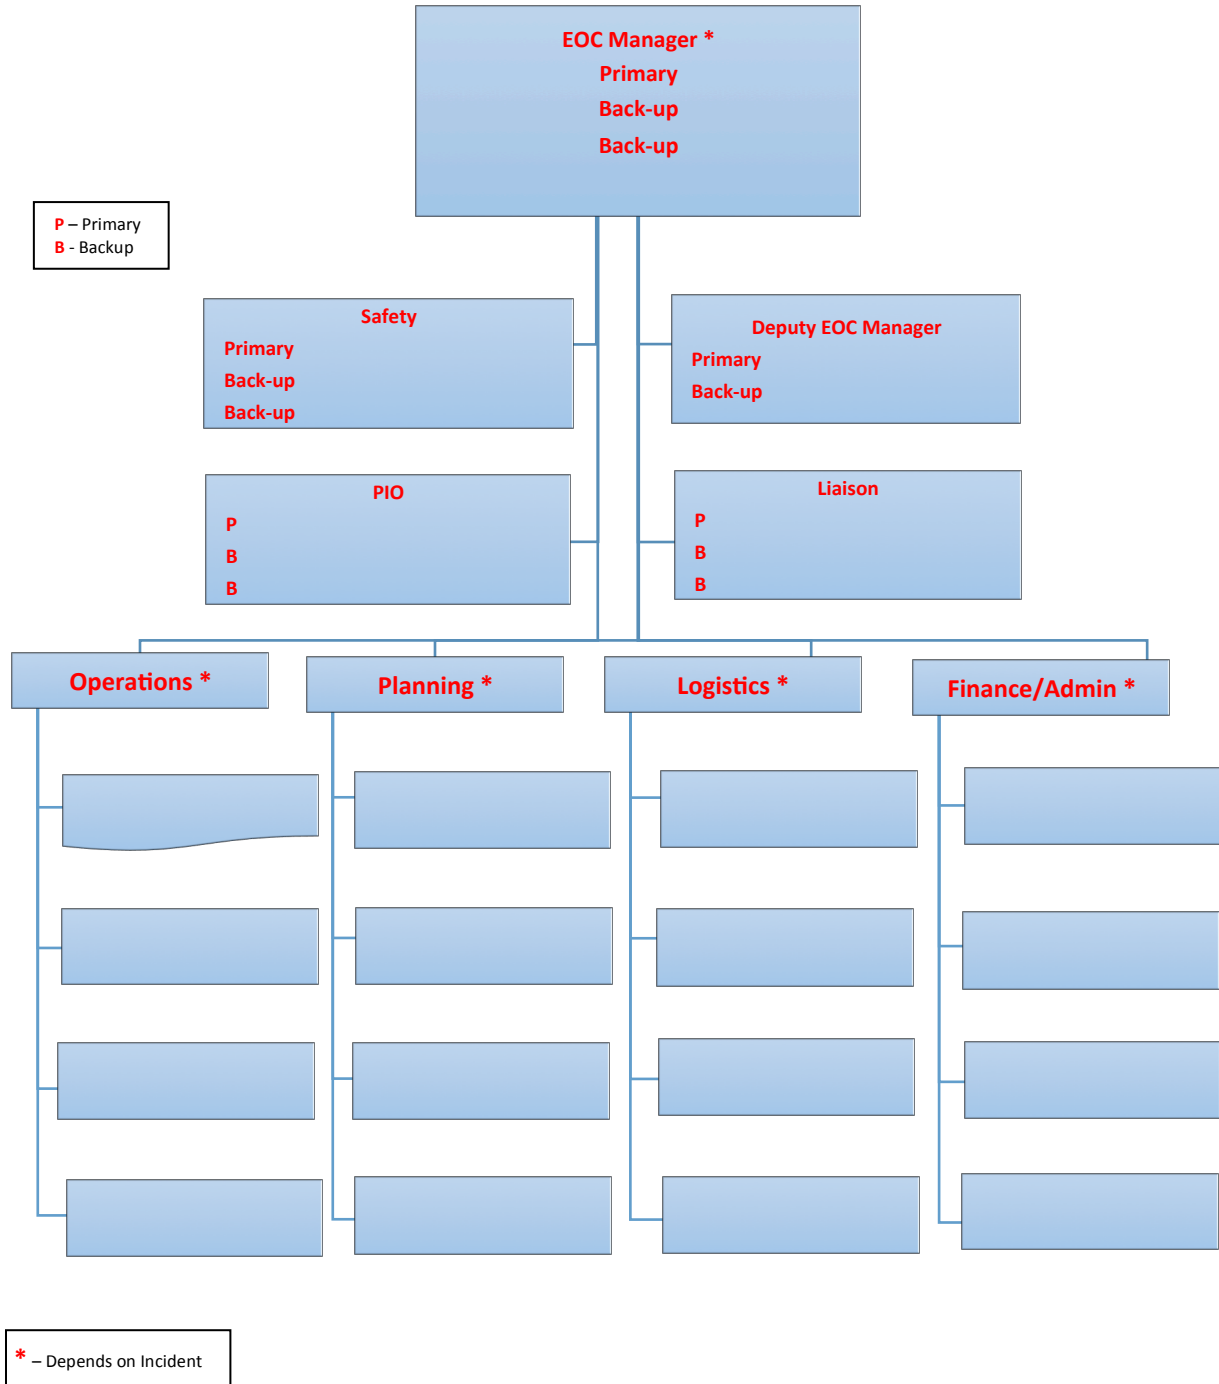 EOC Manager *
Primary
Back-up
Back-up
P – Primary
B - Backup
Safety
Primary
Back-up
Back-up
Deputy EOC Manager
Primary
Back-up
PIO
P
B
B
Liaison
P
B
B
Operations *
Planning *
Logistics *
Finance/Admin *
* – Depends on Incident